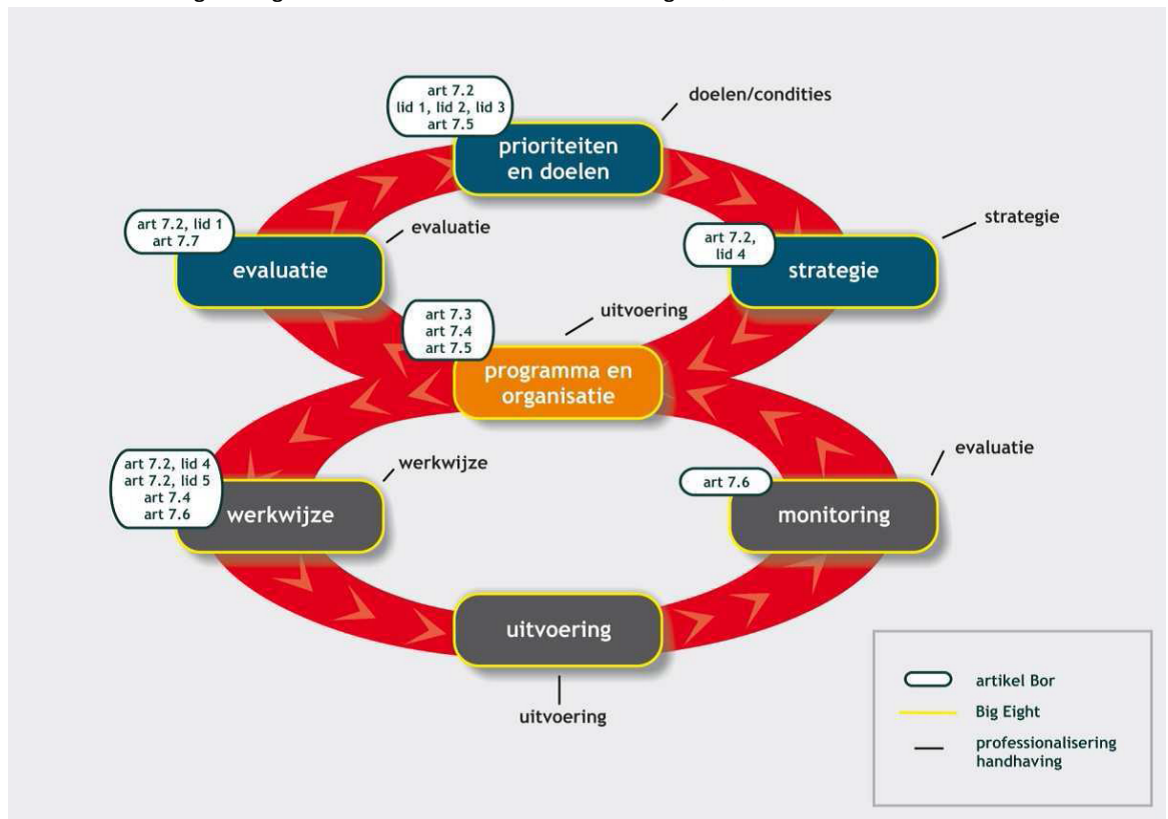 art 7.2
lid 1, lid 2, lid 3
art 7.5
doelen/condities
prioriteiten
en doelen
art 7.2, lid 1
art 7.7
evaluatie
evaluatie
art 7.2,
lid 4
strategie
strategie
art 7.3
art 7.4
art 7.5
uitvoering
programma en
organisatie
art 7.2, lid 4
art 7.2, lid 5
art 7.4
art 7.6
werkwijze
werkwijze
art 7.6
evaluatie
monitoring
uitvoering
uitvoering
artikel Bor
Big Eight
professionalisering
handhaving